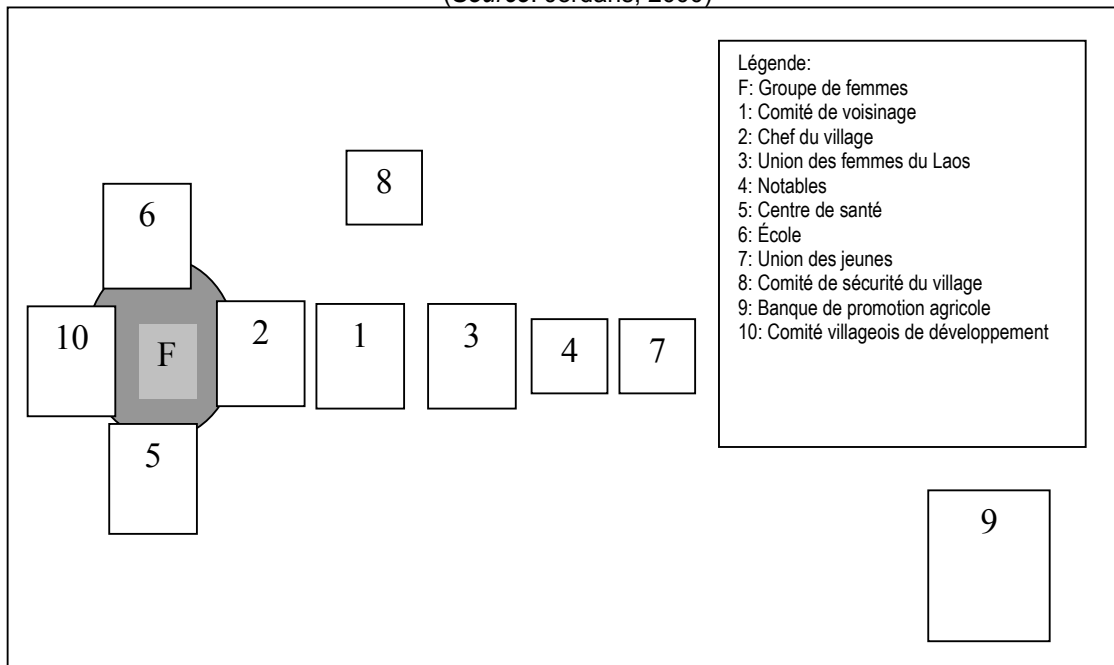 Légende:
F: Groupe de femmes
1: Comité de voisinage
2: Chef du village
3: Union des femmes du Laos
4: Notables
5: Centre de santé
6: École
7: Union des jeunes
8: Comité de sécurité du village
9: Banque de promotion agricole
10: Comité villageois de développement
8
6
10 F 2 1 3 4 7
5
9